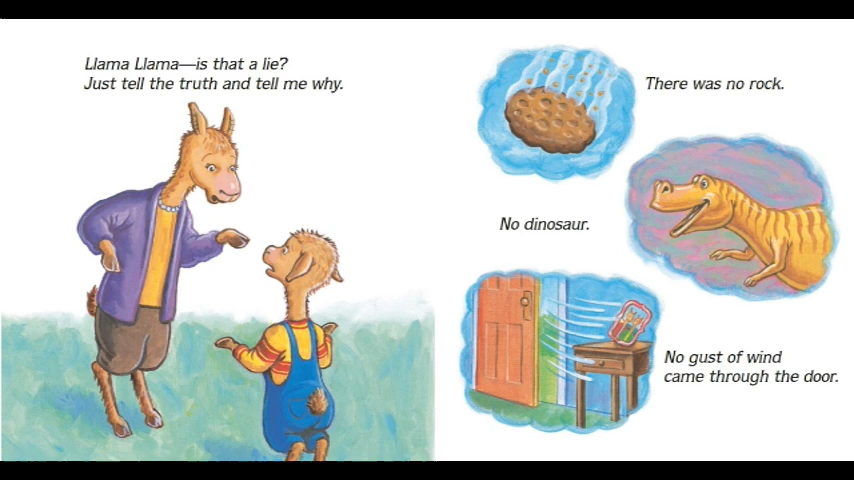 Llama Llama—is that a lie?
Just tell the truth and tell me why.
There was no rock.
No dinosaur.
No gust of wind
came through the door.